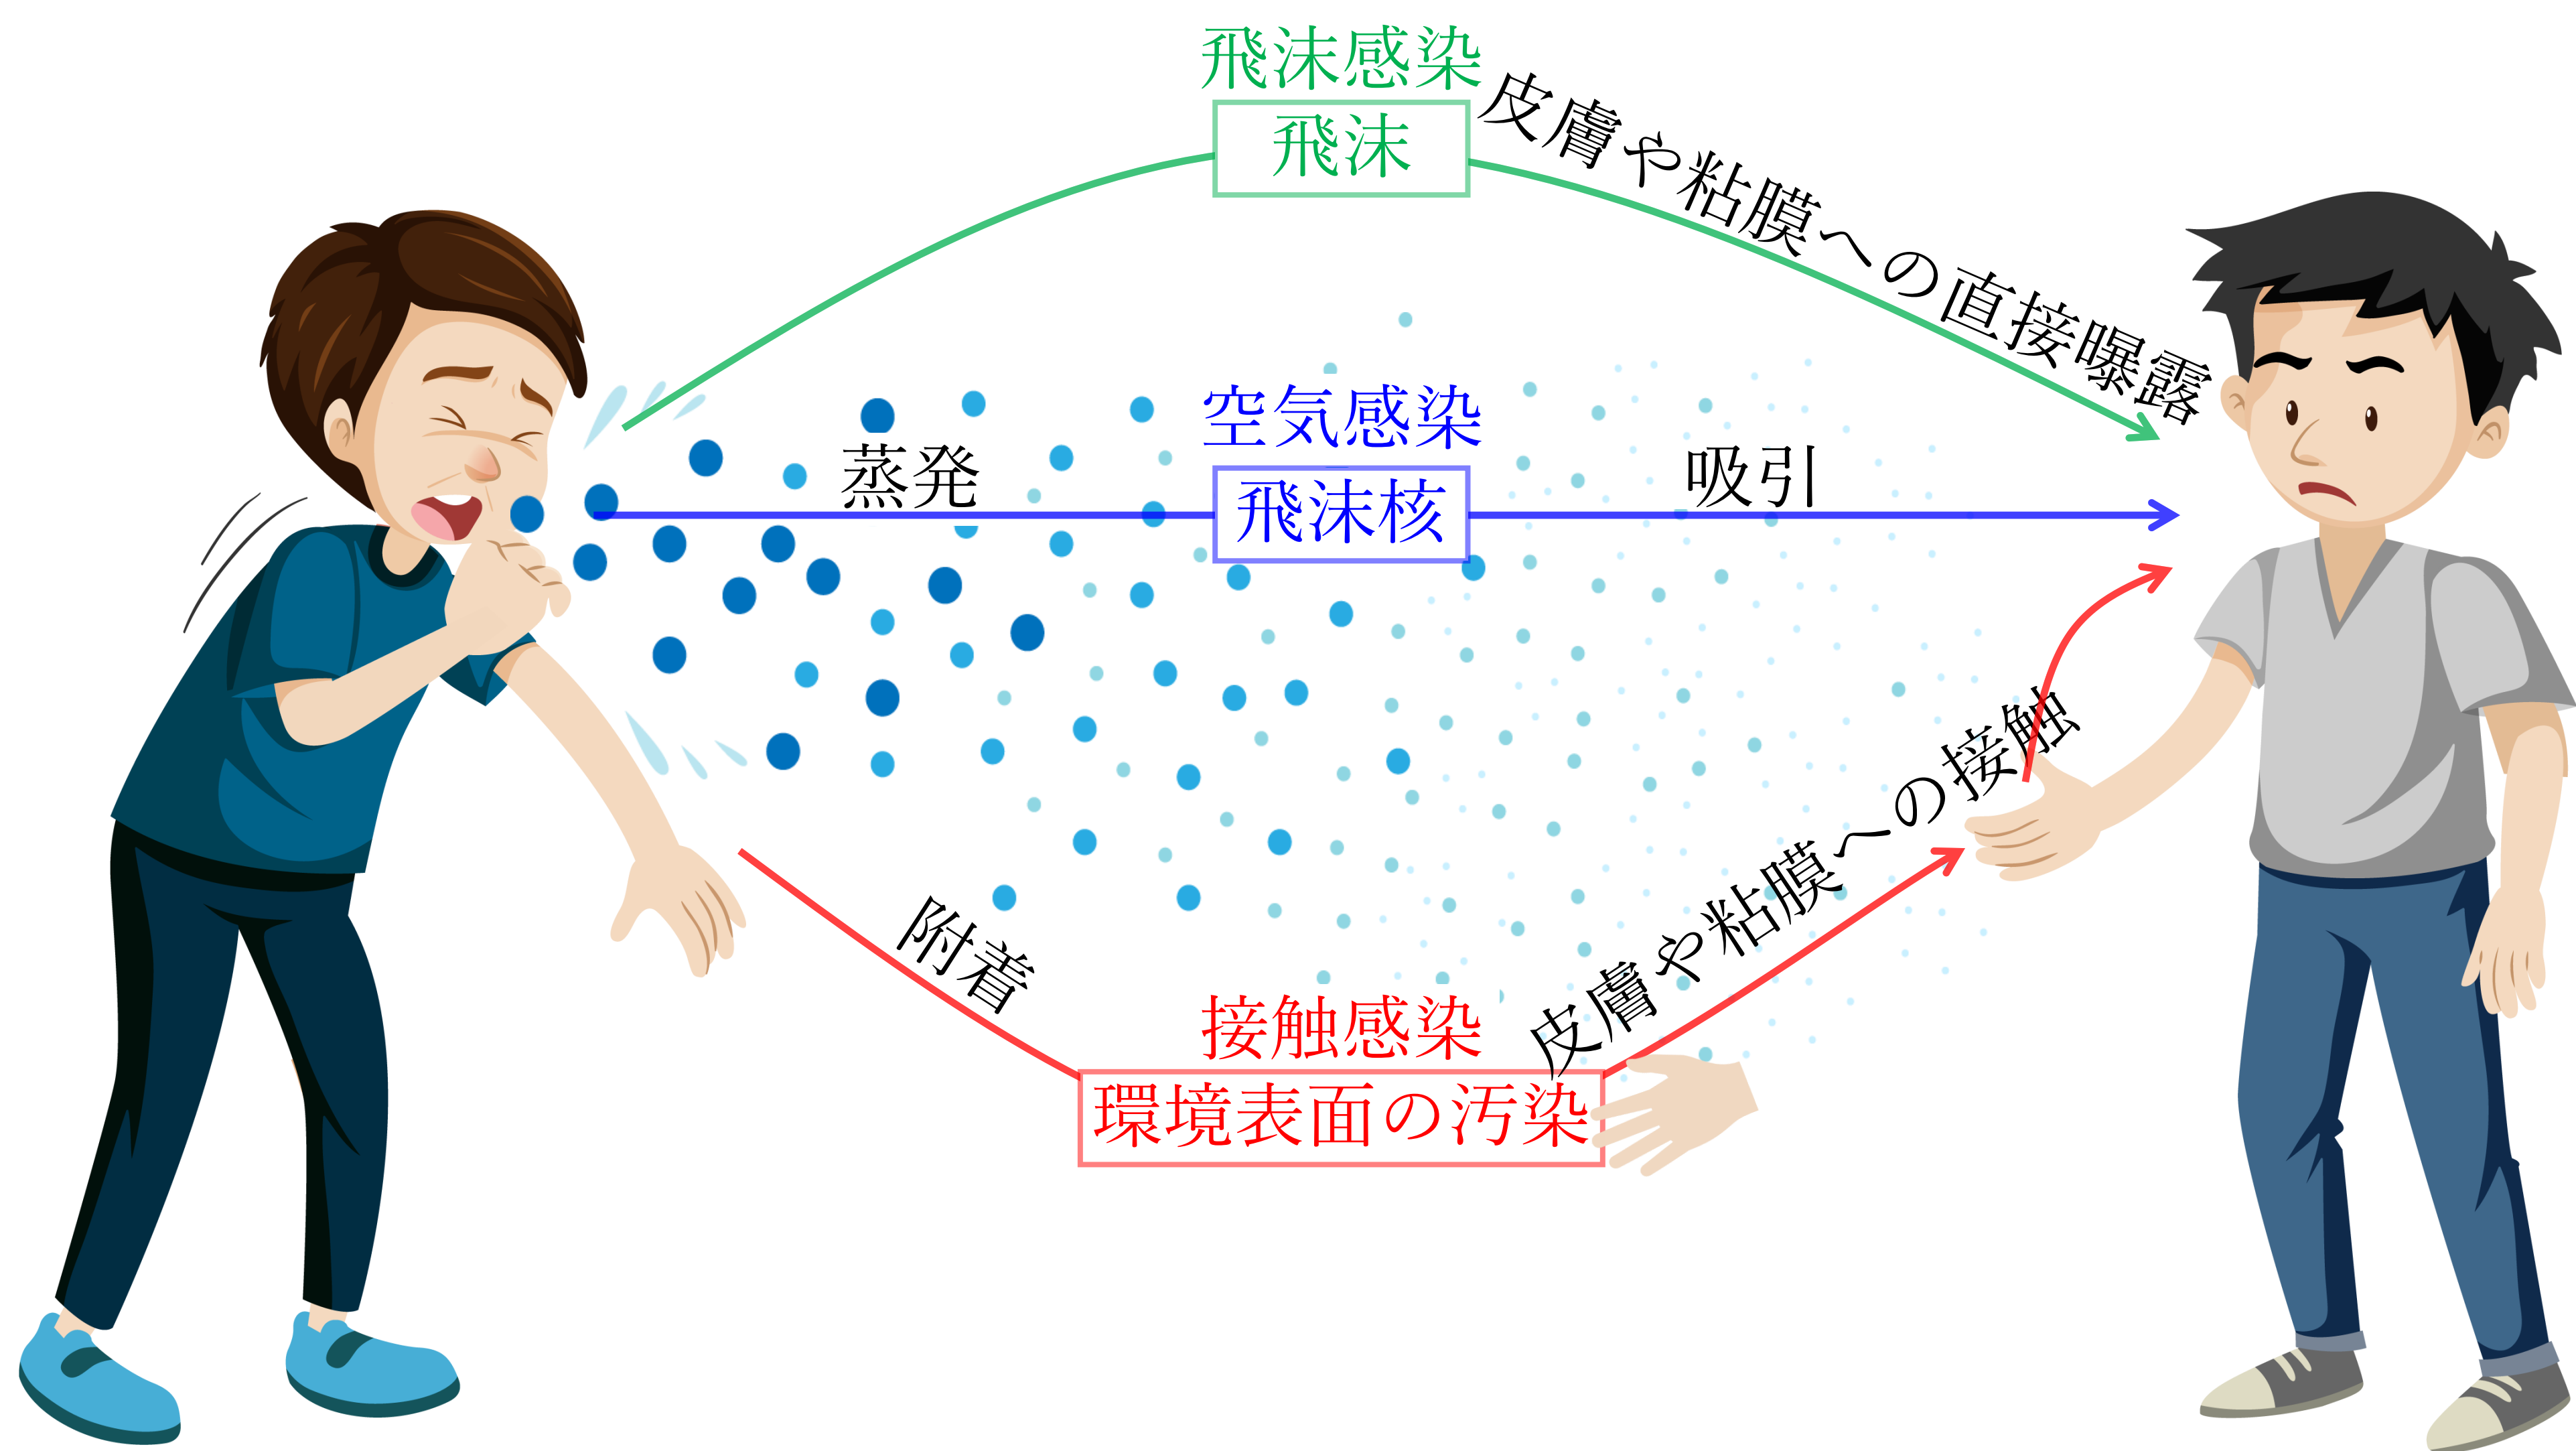 飛沫感染
飛沫
皮膚や粘膜への直接曝露
空気感染
蒸発
飛沫核
吸引
附着
接触感染
環境表面の汚染
皮膚や粘膜への接触